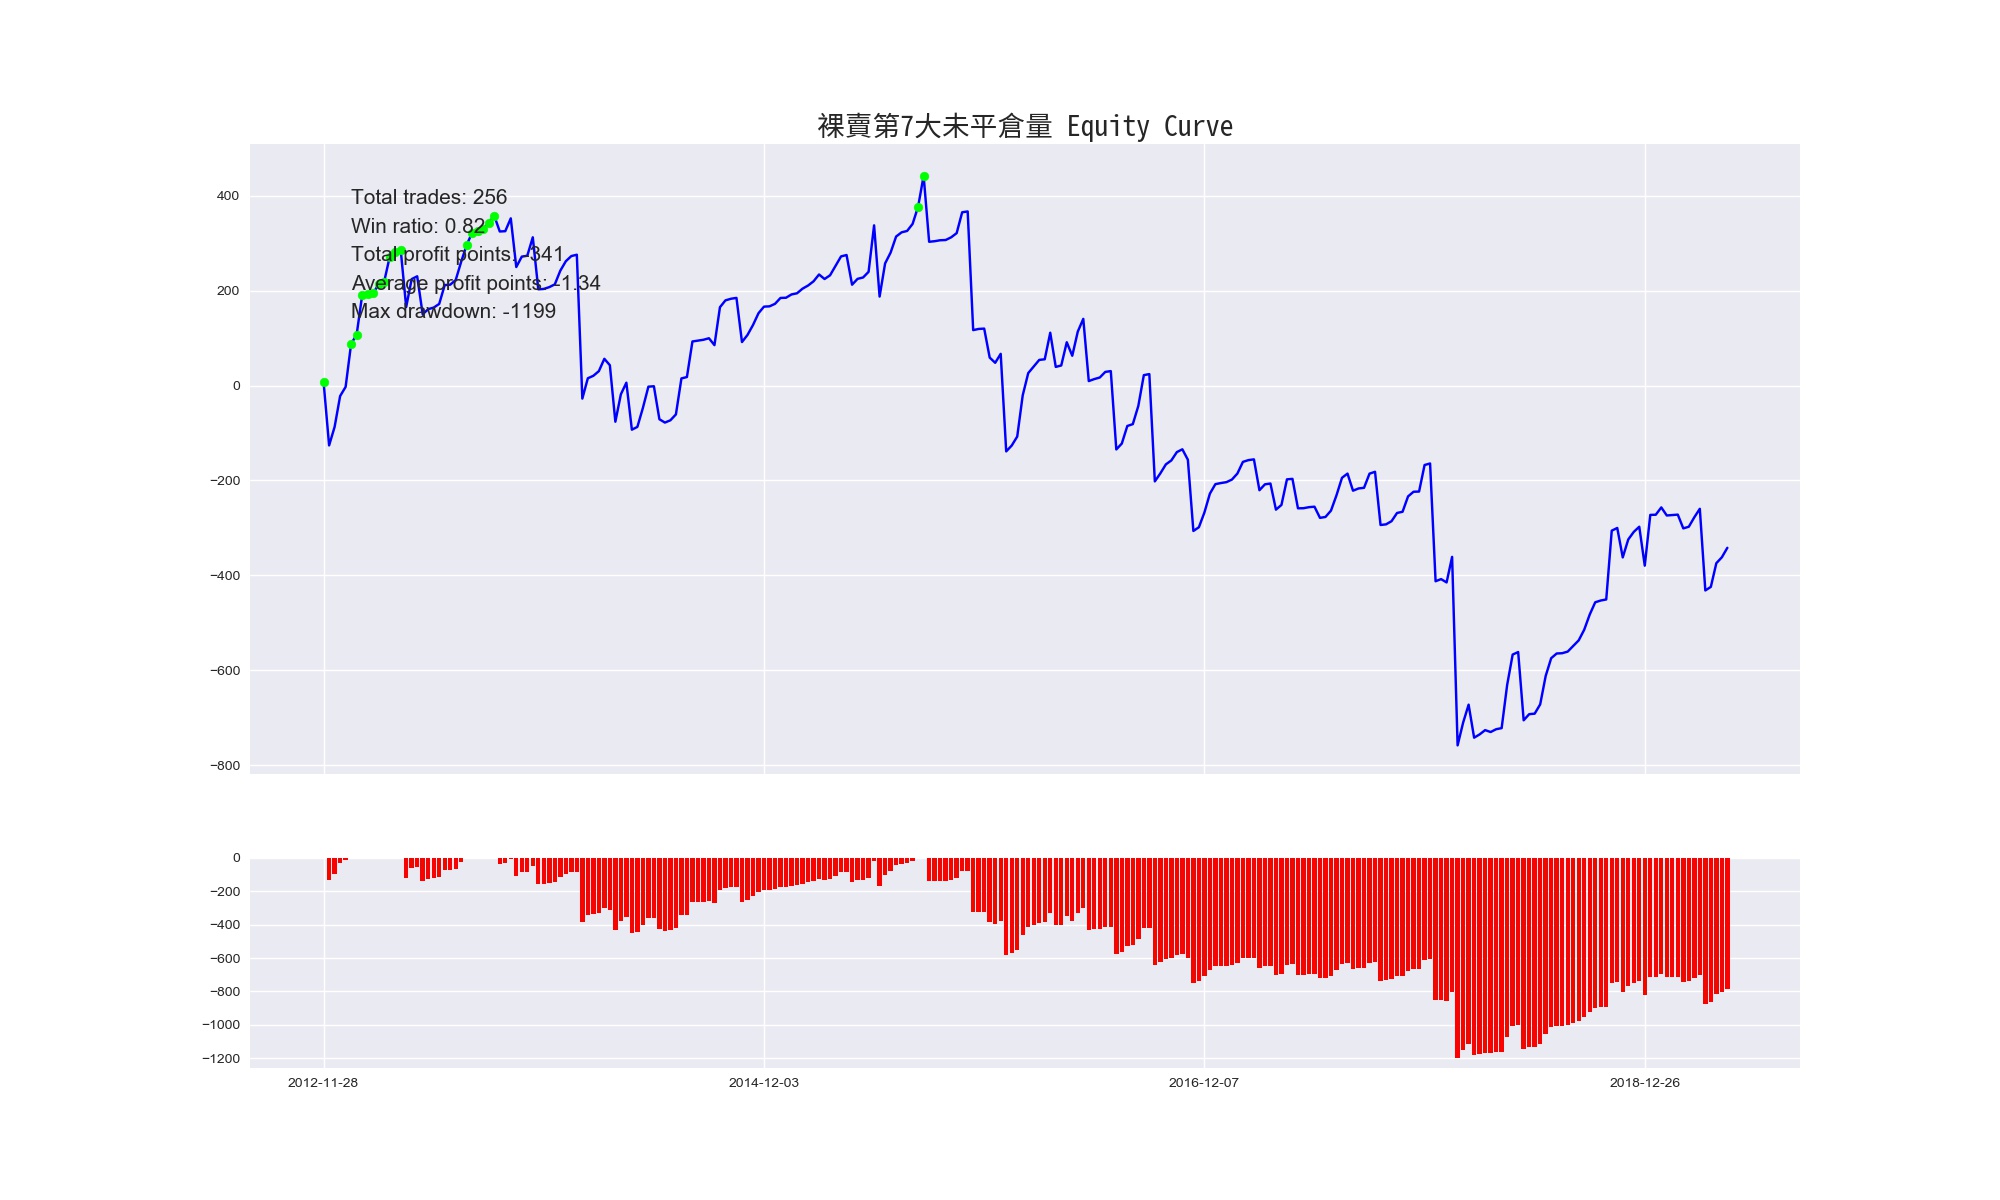 裸賣第7大未平倉量 Equity Curve
Total trades: 256
Win ratio: 0.82
Total profit points: -341
Average profit points: -1.34
Max drawdown: -1199
400
200
0
−200
−400
−600
−800
0
−200
−400
−600
−800
−1000
−1200
2012-11-28 2014-12-03 2016-12-07 2018-12-26